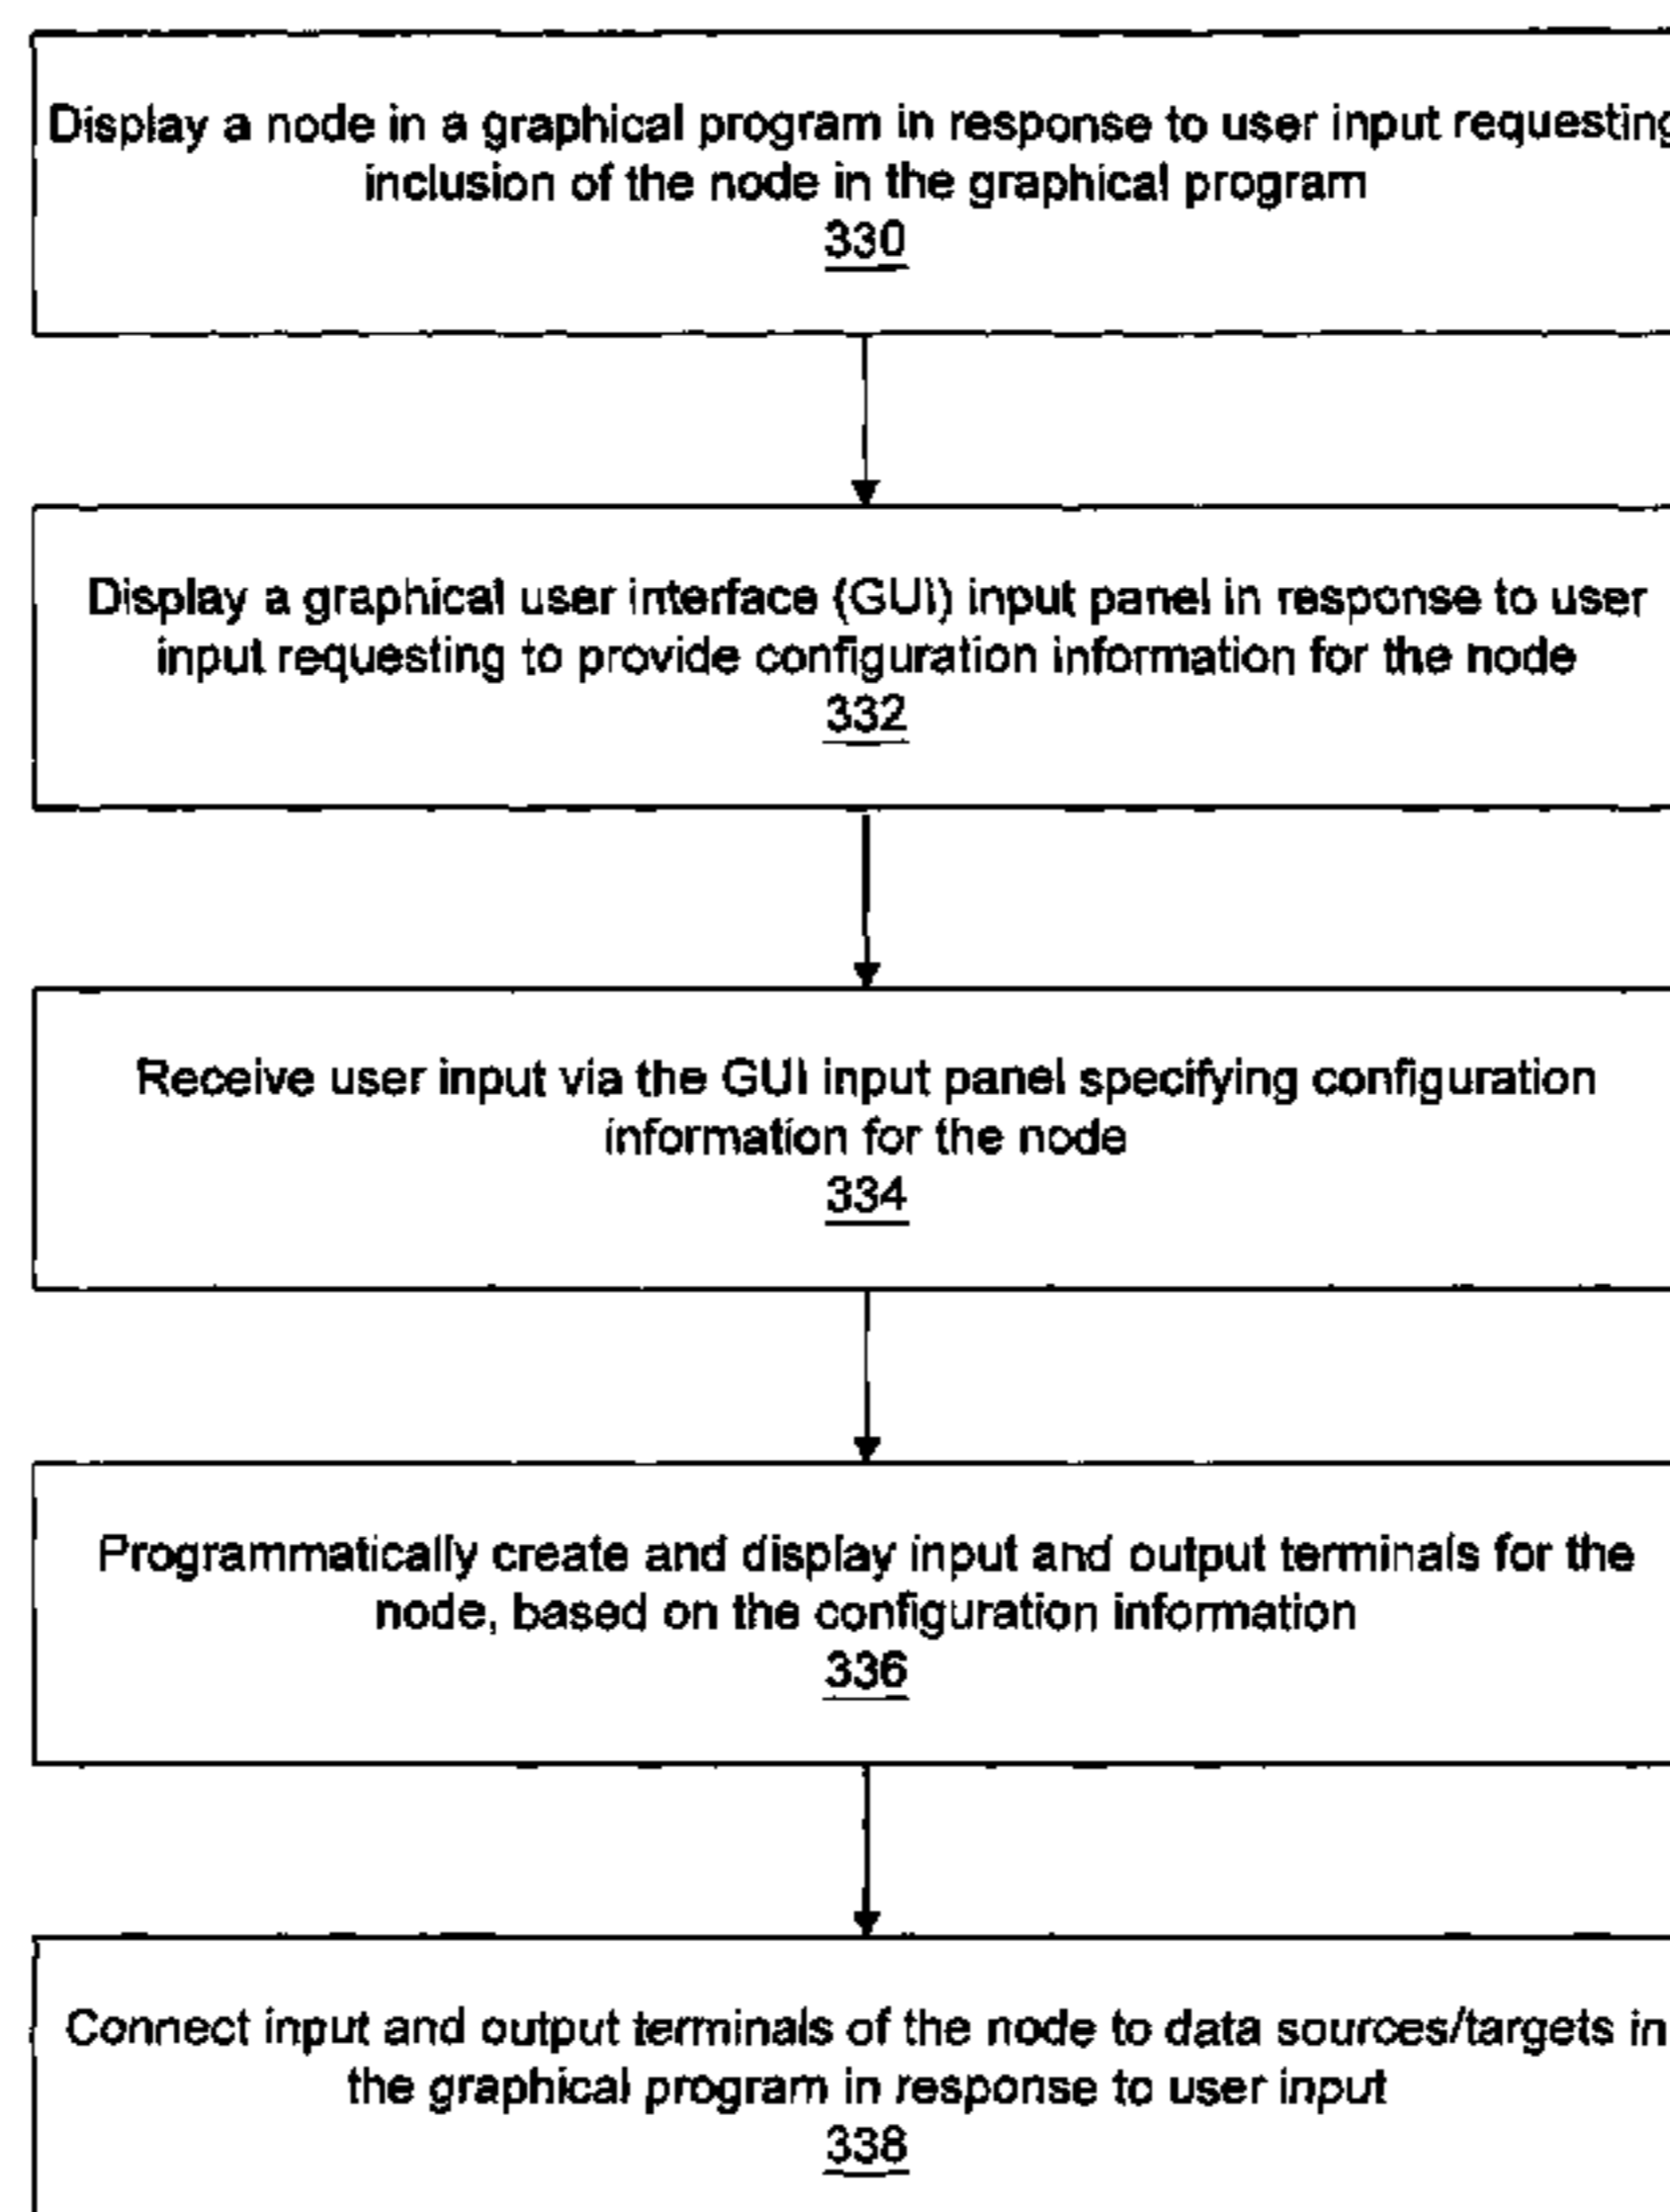 Display a node in a graphical program in response to user input requesting
inclusion of the node in the graphical program
330
Display a graphical user interface (GUI) input panel in response to user
input requesting to provide configuration information for the node
332
Receive user input via the GUI input panel specifying configuration
information for the node
334
Programmatically create and display input and output terminals for the
node, based on the configuration information
336
Connect input and output terminals of the node to data sources/targets in
the graphical program in response to user input
338